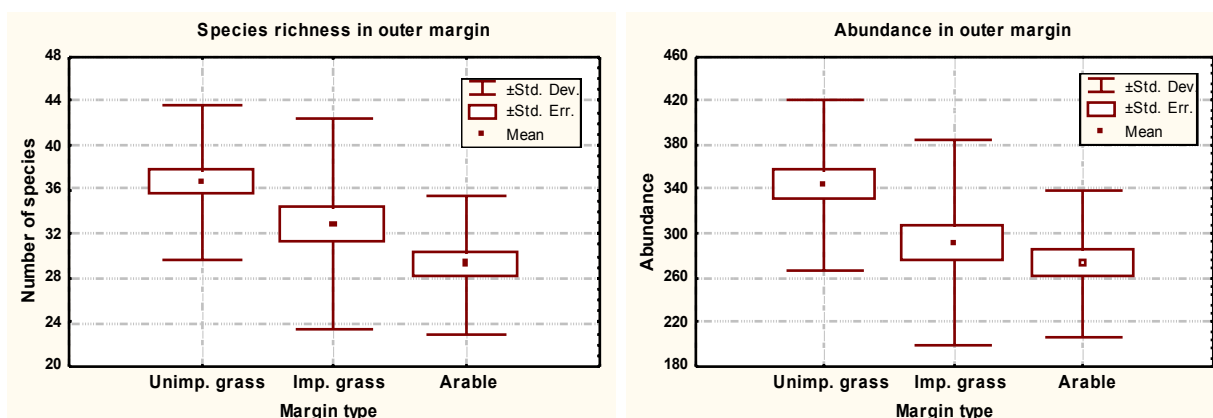 Species richness in outer margin
Number of species
48
44
40
36
32
28
24
20
±Std. Dev.
±Std. Err.
Mean
Unimp. grass Imp. grass Arable
Margin type
Abundance in outer margin
Abundance
460
420
380
340
300
260
220
180
±Std. Dev.
±Std. Err.
Mean
Unimp. grass Imp. grass Arable
Margin type